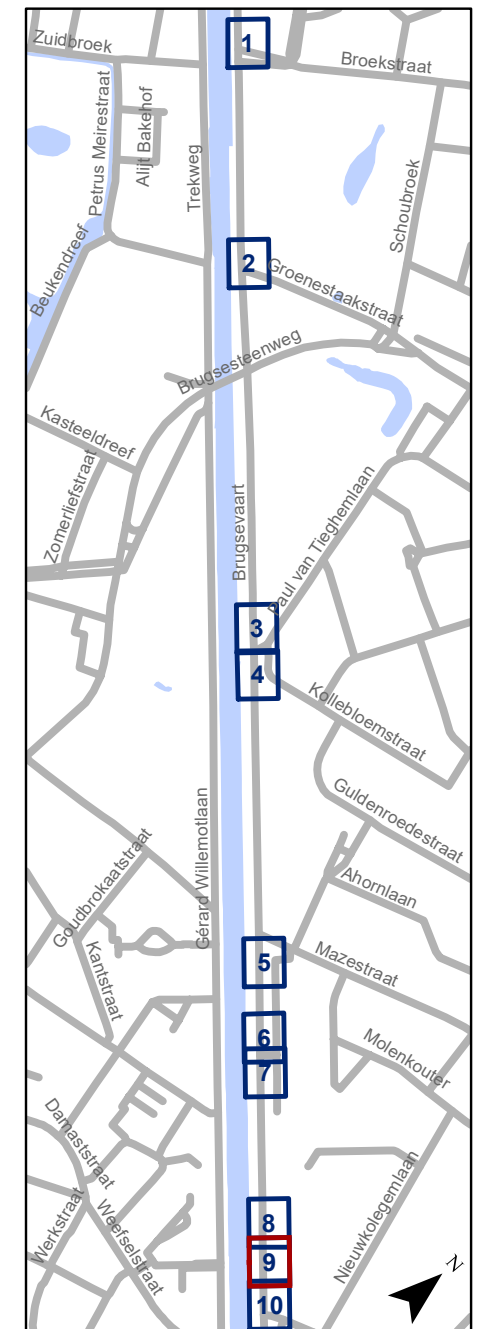 1
Zuidbroek
Broekstraat
Petrus Meirestraat
Alijt Bakehof
Trekweg
Schoubroek
Beukendreef
2
Groenestaakstraat
Brugsesteenweg
Kasteeldreef
Zomerliefstraat
Brugsevaart
Paul van Tieghemlaan
3
4
Kollebloemstraat
Guldenroedestraat
Gérard Willemotlaan
Goudbrokaatstraat
Ahornlaan
Kantstraat
5
Mazestraat
6
Molenkouter
7
Damaststraat
Nieuwkolegemlaan
Werkstraat
Weefselstraat
8
9
N
10